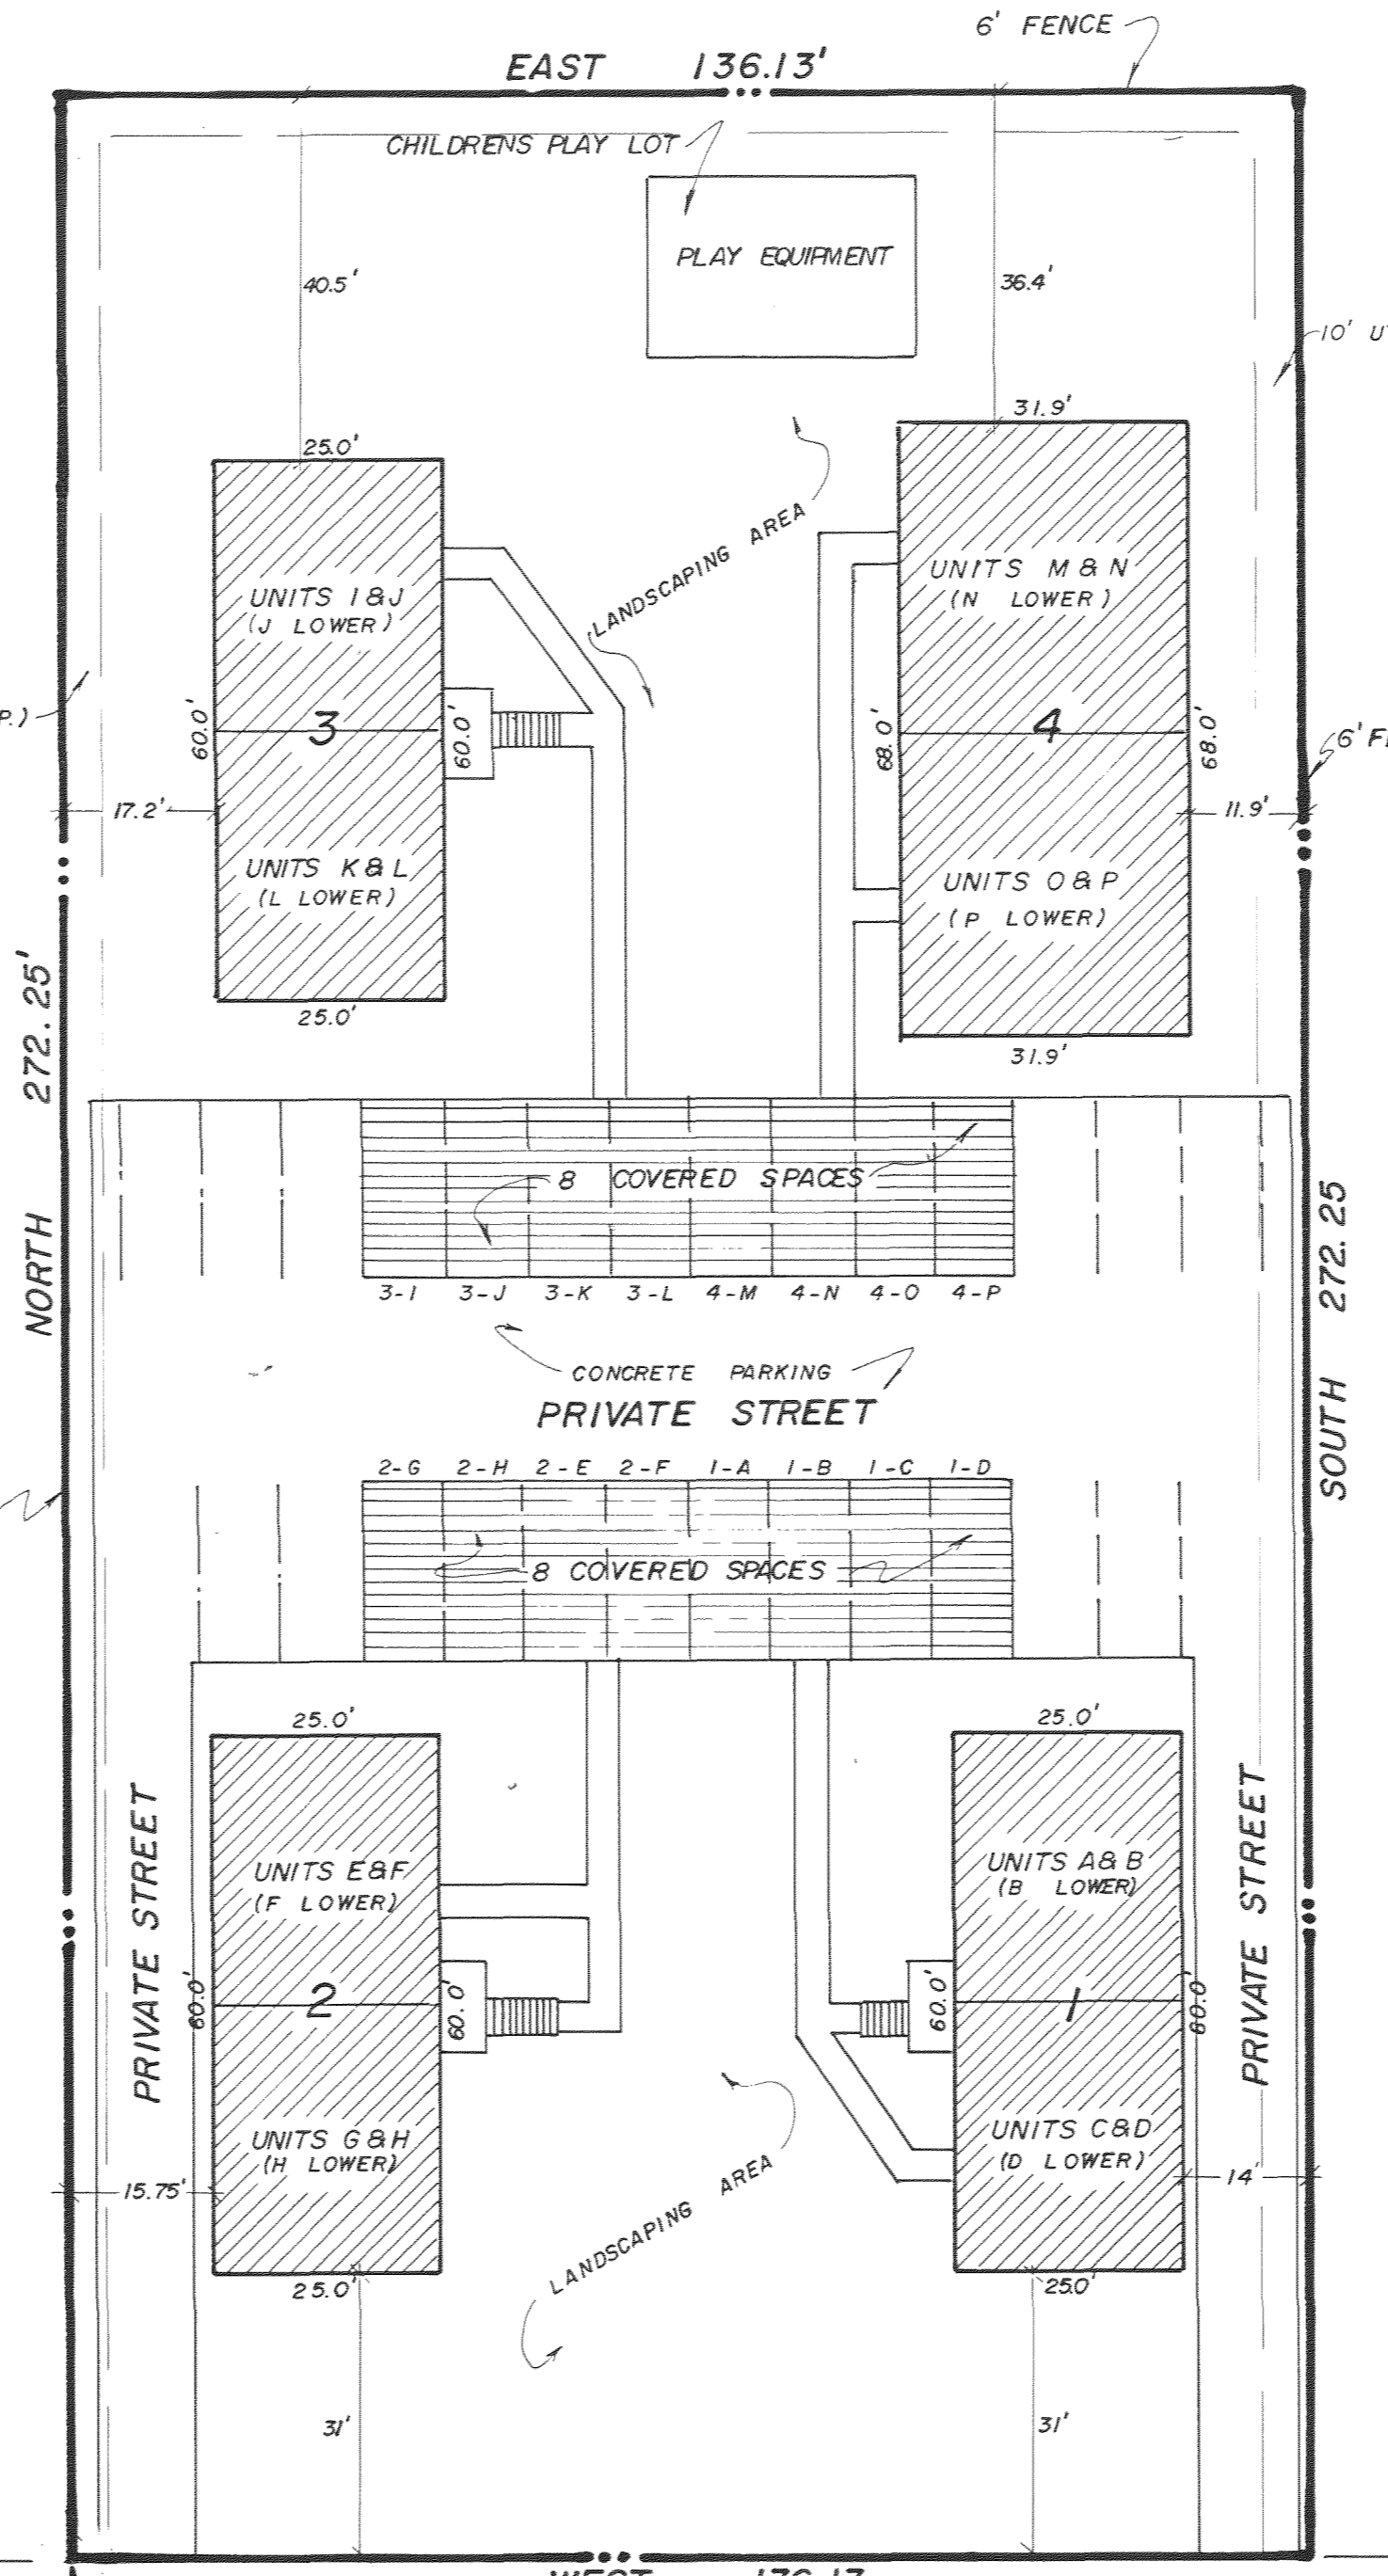 6' FENCE
EAST 136.13'
CHILDRENS PLAY LOT
PLAY EQUIPMENT
40.5'
36.4'
10' U
31.9'
25.0'
LANDSCAPING AREA
UNITS M & N
(N LOWER)
UNITS I & J
(J LOWER)
P.)
60.0'
3
60.0'
68.0'
4
68.0'
6' F
17.2'
11.9'
UNITS K & L
(L LOWER)
UNITS O & P
(P LOWER)
25.0'
31.9'
NORTH 272.25'
8 COVERED SPACES
3-I 3-J 3-K 3-L 4-M 4-N 4-O 4-P
SOUTH 272.25
CONCRETE PARKING
PRIVATE STREET
2-G 2-H 2-E 2-F 1-A 1-B 1-C 1-D
8 COVERED SPACES
25.0'
25.0'
PRIVATE STREET
UNITS E & F
(F LOWER)
UNITS A & B
(B LOWER)
PRIVATE STREET
60.0'
2
60.0'
60.0'
1
60.0'
UNITS G & H
(H LOWER)
UNITS C & D
(D LOWER)
15.75'
14'
LANDSCAPING AREA
25.0'
25.0'
31'
31'
WEST 136.13